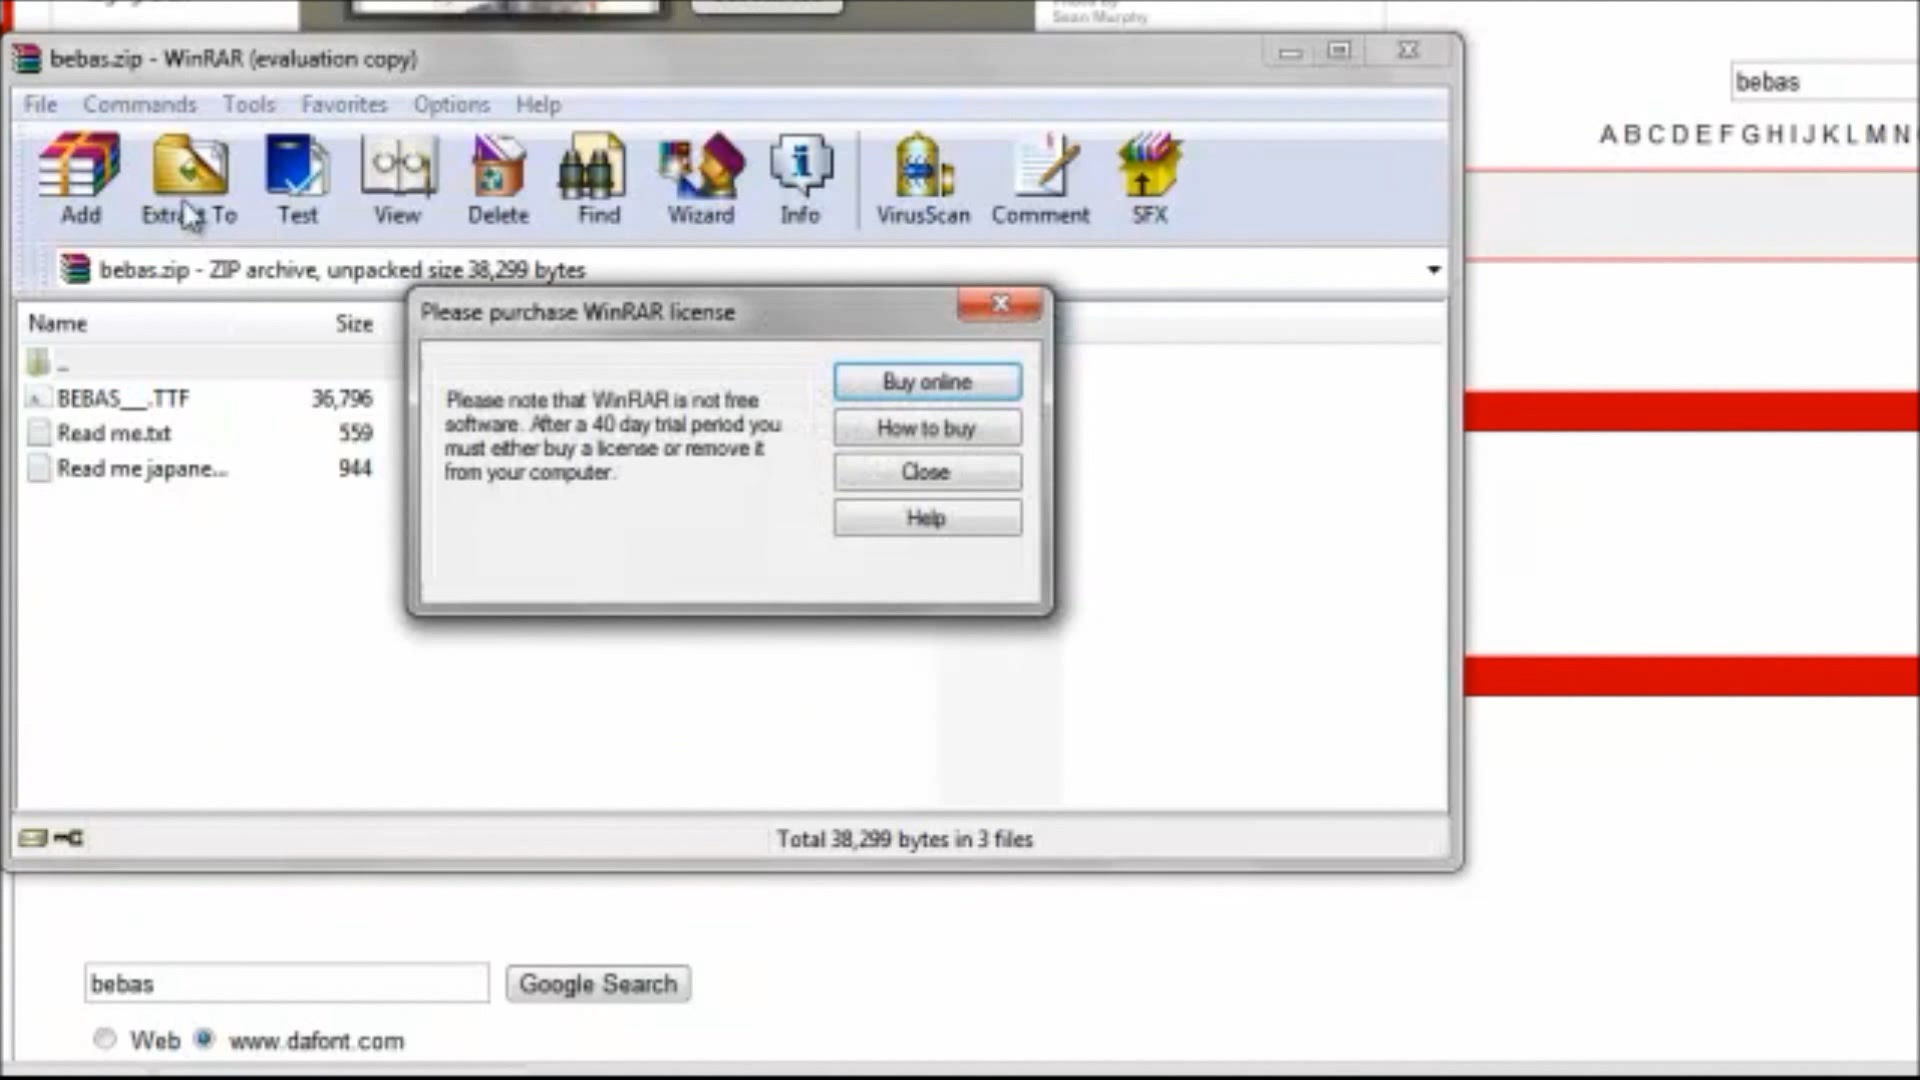 Sean Murphy
bebas.zip - WinRAR (evaluation copy)
bebas
File Commands Tools Favorites Options Help
A B C D E F G H I J K L M N
Add Extract To Test View Delete Find Wizard Info VirusScan Comment SFX
bebas.zip - ZIP archive, unpacked size 38,299 bytes
Please purchase WinRAR license
Name Size
..
Buy online
BEBAS___.TTF 36,796
Please note that WinRAR is not free
software. After a 40 day trial period you
must either buy a license or remove it
from your computer.
How to buy
Read me.txt 559
Close
Read me japane... 944
Help
Total 38,299 bytes in 3 files
bebas
Google Search
Web www.dafont.com